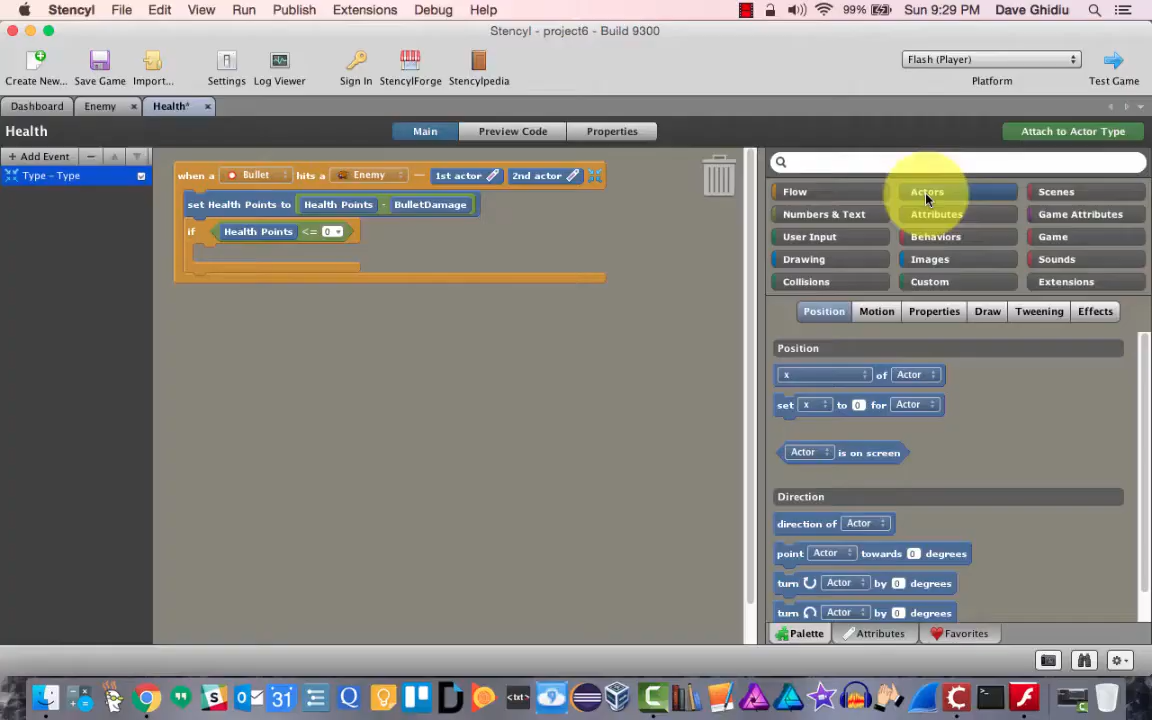 Stencyl File Edit View Run Publish Extensions Debug Help 99% Sun 9:29 PM Dave Ghidiu
Stencyl - project6 - Build 9300
Create New... Save Game Import... Settings Log Viewer Sign In StencylForge Stencylpedia Flash (Player) Platform Test Game
Dashboard Enemy × Health* ×
Health Main Preview Code Properties Attach to Actor Type
+ Add Event
Type - Type
when a Bullet hits a Enemy — 1st actor 2nd actor
set Health Points to Health Points - BulletDamage
if Health Points <= 0
Flow Actors Scenes
Numbers & Text Attributes Game Attributes
User Input Behaviors Game
Drawing Images Sounds
Collisions Custom Extensions
Position Motion Properties Draw Tweening Effects
Position
x of Actor
set x to 0 for Actor
Actor is on screen
Direction
direction of Actor
point Actor towards 0 degrees
turn Actor by 0 degrees
turn Actor by 0 degrees
Palette Attributes Favorites
31 Q <txt>